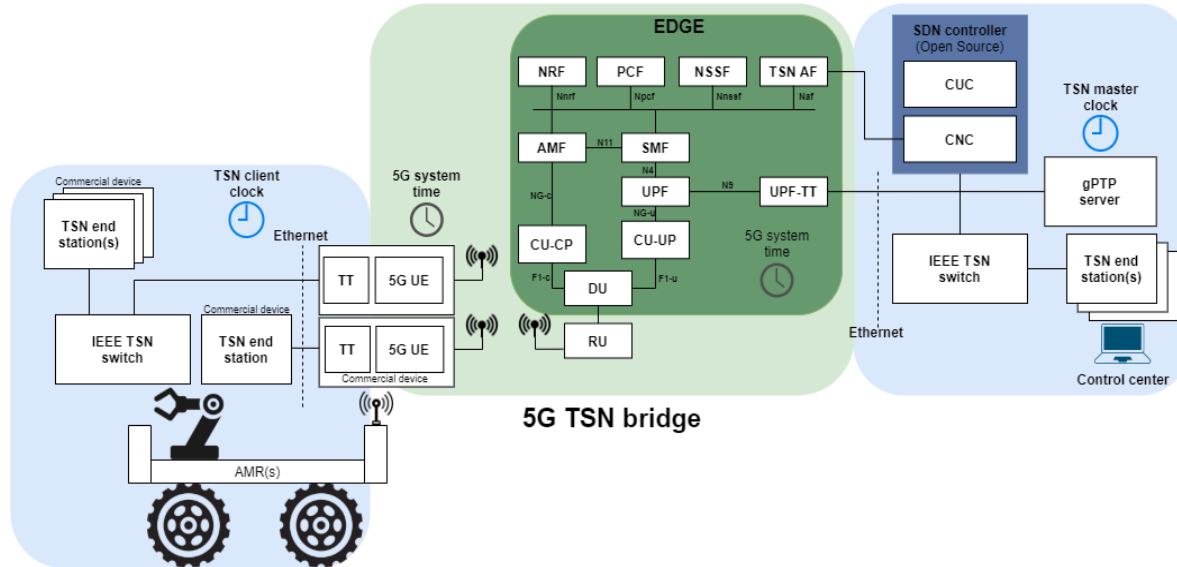 EDGE
NRF
PCF
NSSF
TSN AF
Nnrf
Npcf
Nnssf
Naf
AMF
N11
SMF
N4
UPF
N9
UPF-TT
NG-c
NG-u
CU-CP
CU-UP
5G system
time
F1-c
F1-u
DU
RU
5G system
time
SDN controller
(Open Source)
CUC
CNC
TSN master
clock
gPTP
server
IEEE TSN
switch
TSN end
station(s)
Ethernet
Control center
Commercial device
TSN end
station(s)
TSN client
clock
Ethernet
TT
5G UE
IEEE TSN
switch
Commercial device
TSN end
station
TT
5G UE
Commercial device
AMR(s)
5G TSN bridge